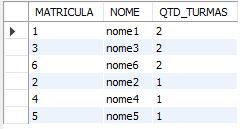 MATRICULA NOME QTD_TURMAS
1 nome1 2
3 nome3 2
6 nome6 2
2 nome2 1
4 nome4 1
5 nome5 1